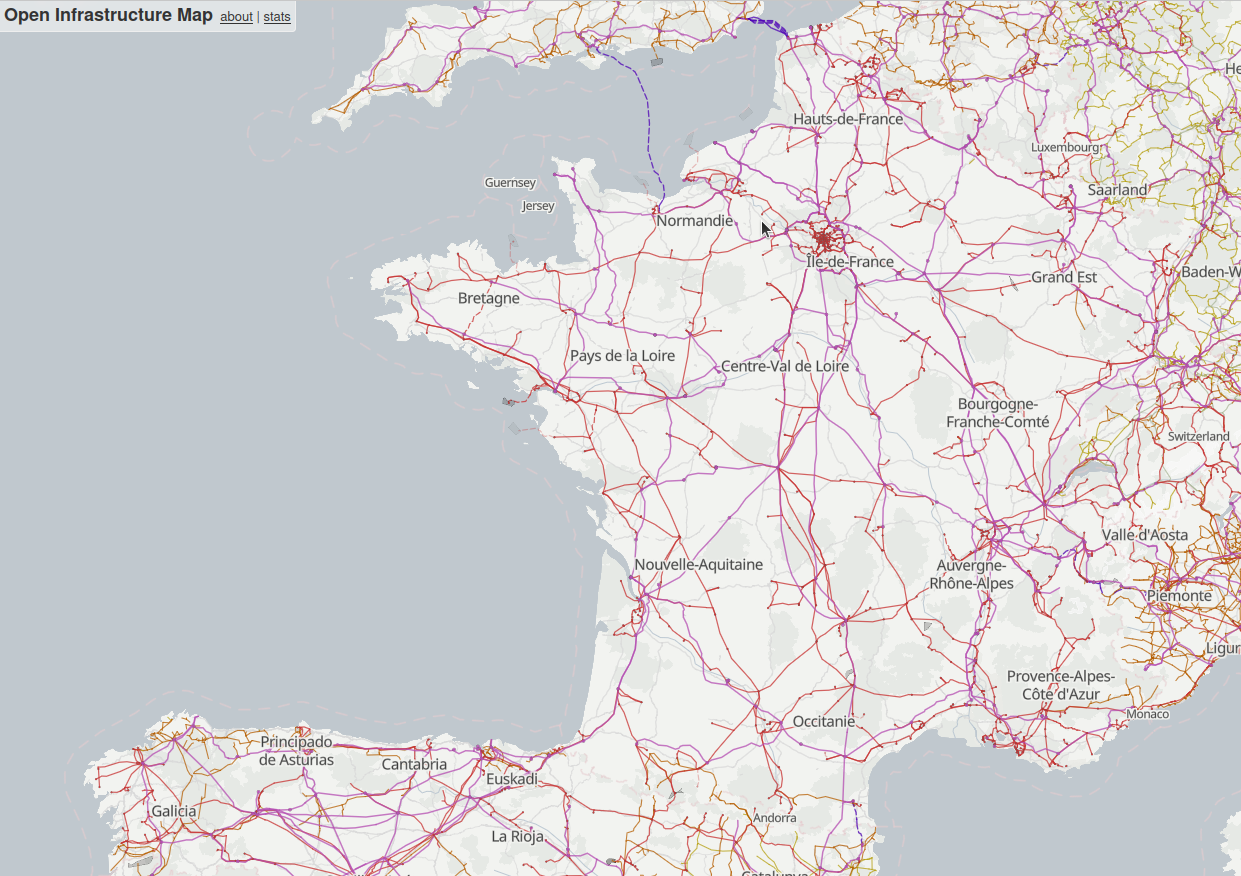 Open Infrastructure Map about | stats
Hauts-de-France
Luxembourg
Guernsey
Saarland
Jersey
Normandie
Île-de-France
Grand Est
Baden-W
Bretagne
Pays de la Loire
Centre-Val de Loire
Bourgogne-
Franche-Comté
Switzerland
Valle d'Aosta
Nouvelle-Aquitaine
Auvergne-
Rhône-Alpes
Piemonte
Ligur
Provence-Alpes-
Côte d'Azur
Monaco
Occitanie
Principado
de Asturias
Cantabria
Euskadi
Galicia
Andorra
La Rioja